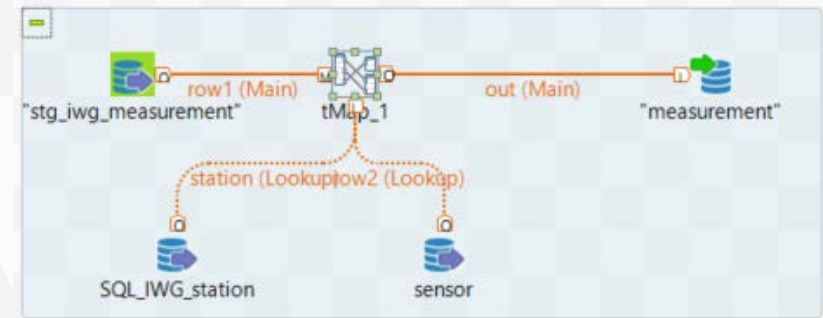 row1 (Main)
out (Main)
"stg_iwg_measurement"
tMap_1
"measurement"
station (Lookup)
row2 (Lookup)
SQL_IWG_station
sensor